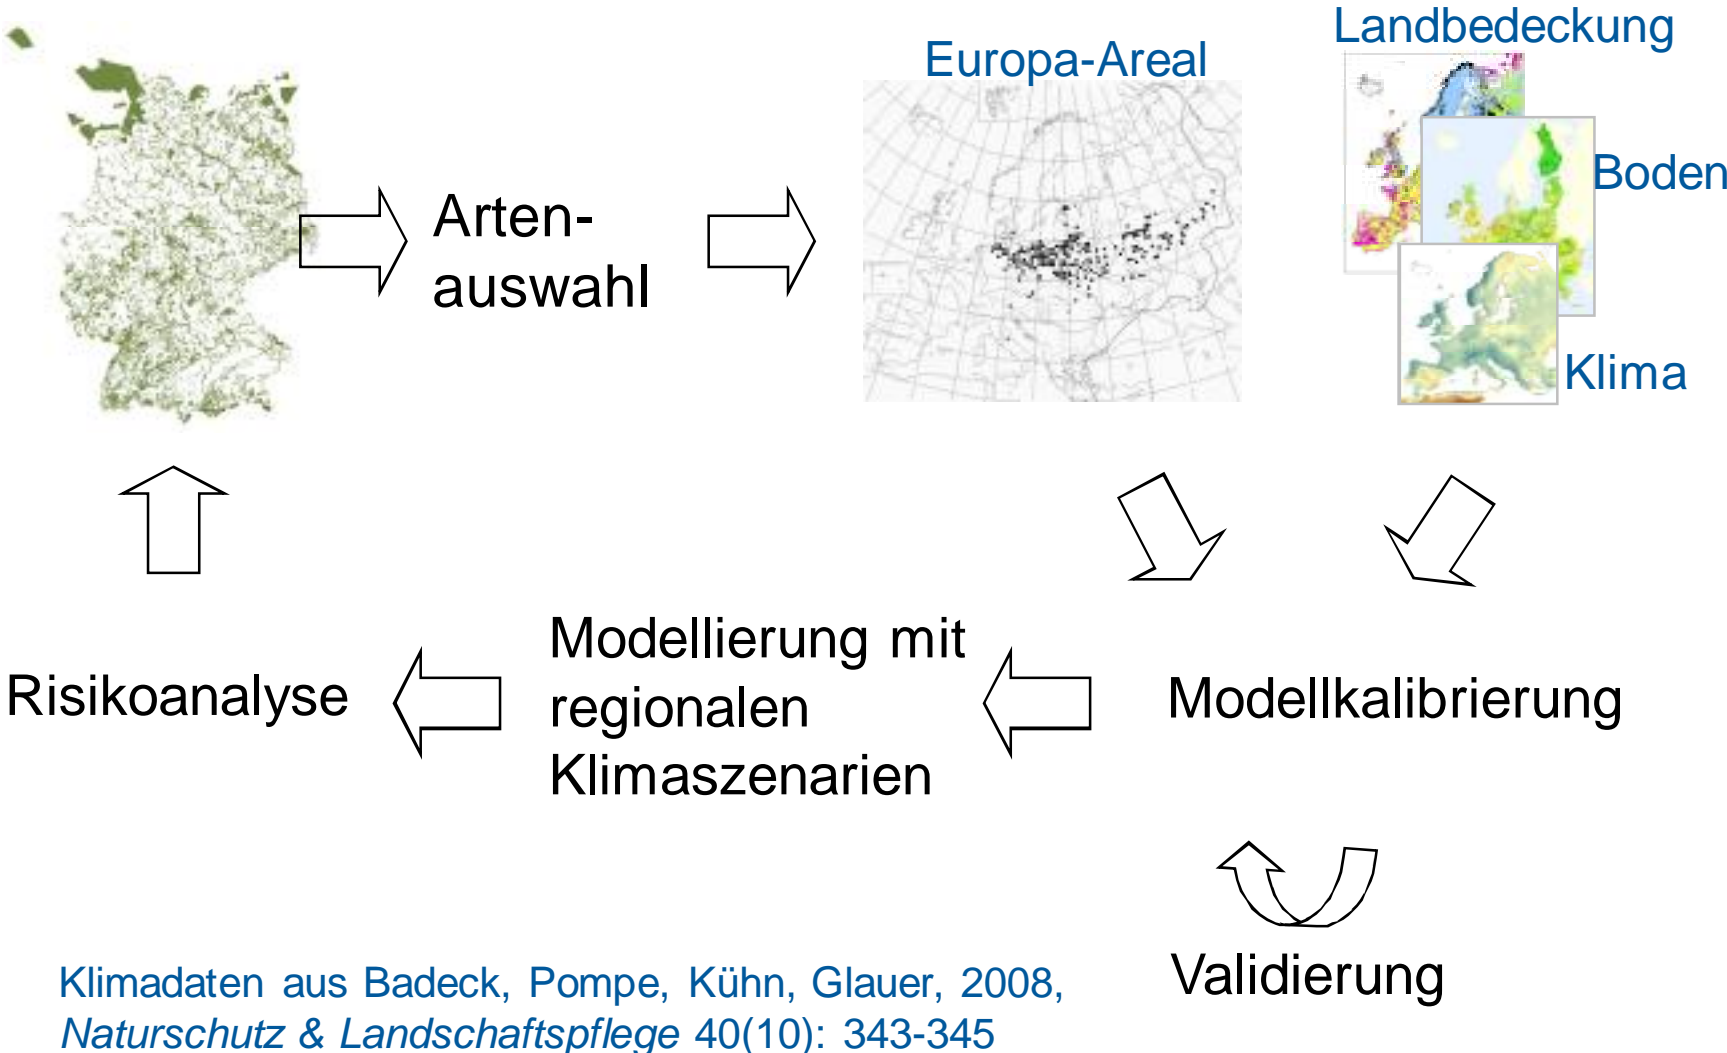 Landbedeckung
Europa-Areal
Boden
Arten-
auswahl
Klima
Modellierung mit
regionalen
Klimaszenarien
Risikoanalyse
Modellkalibrierung
Validierung
Klimadaten aus Badeck, Pompe, Kühn, Glauer, 2008,
Naturschutz & Landschaftspflege 40(10): 343-345